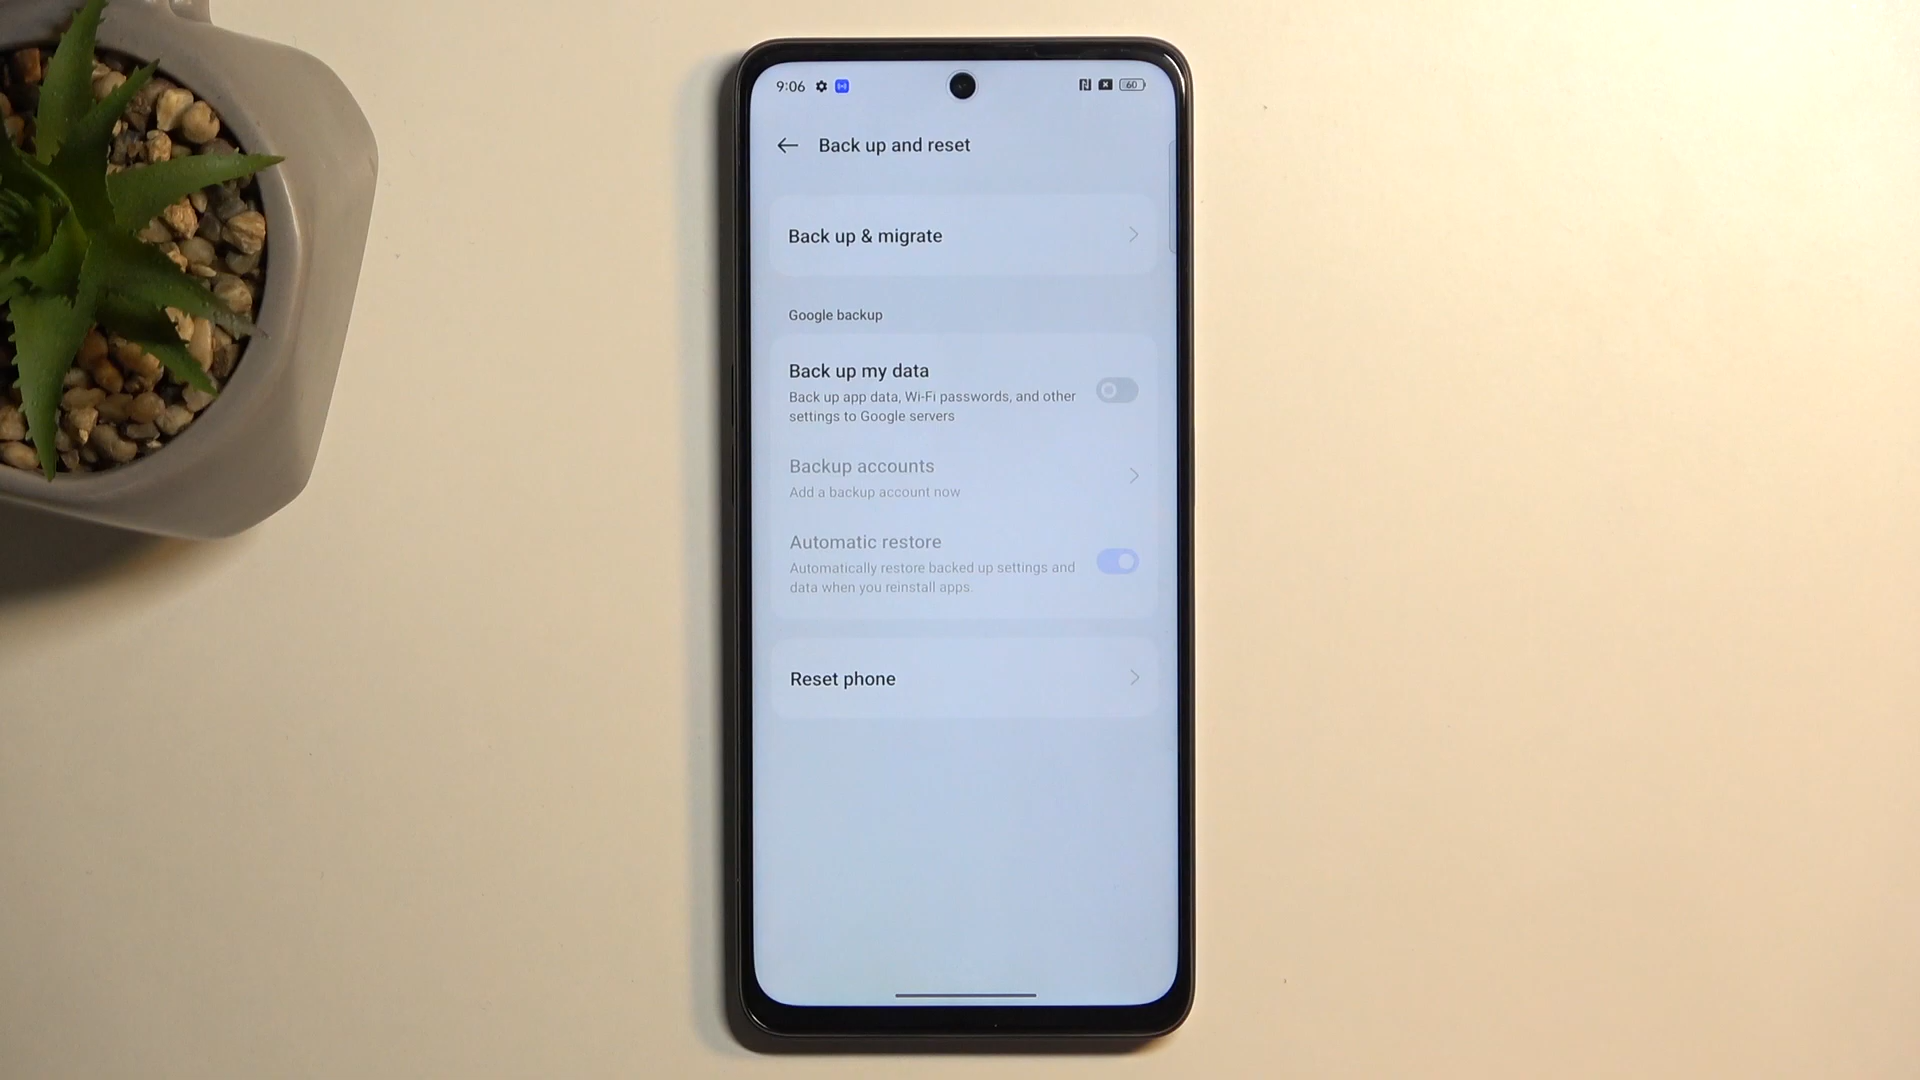 9:06
60
Back up and reset
Back up & migrate
Google backup
Back up my data
Back up app data, Wi-Fi passwords, and other
settings to Google servers
Backup accounts
Add a backup account now
Automatic restore
Automatically restore backed up settings and
data when you reinstall apps.
Reset phone